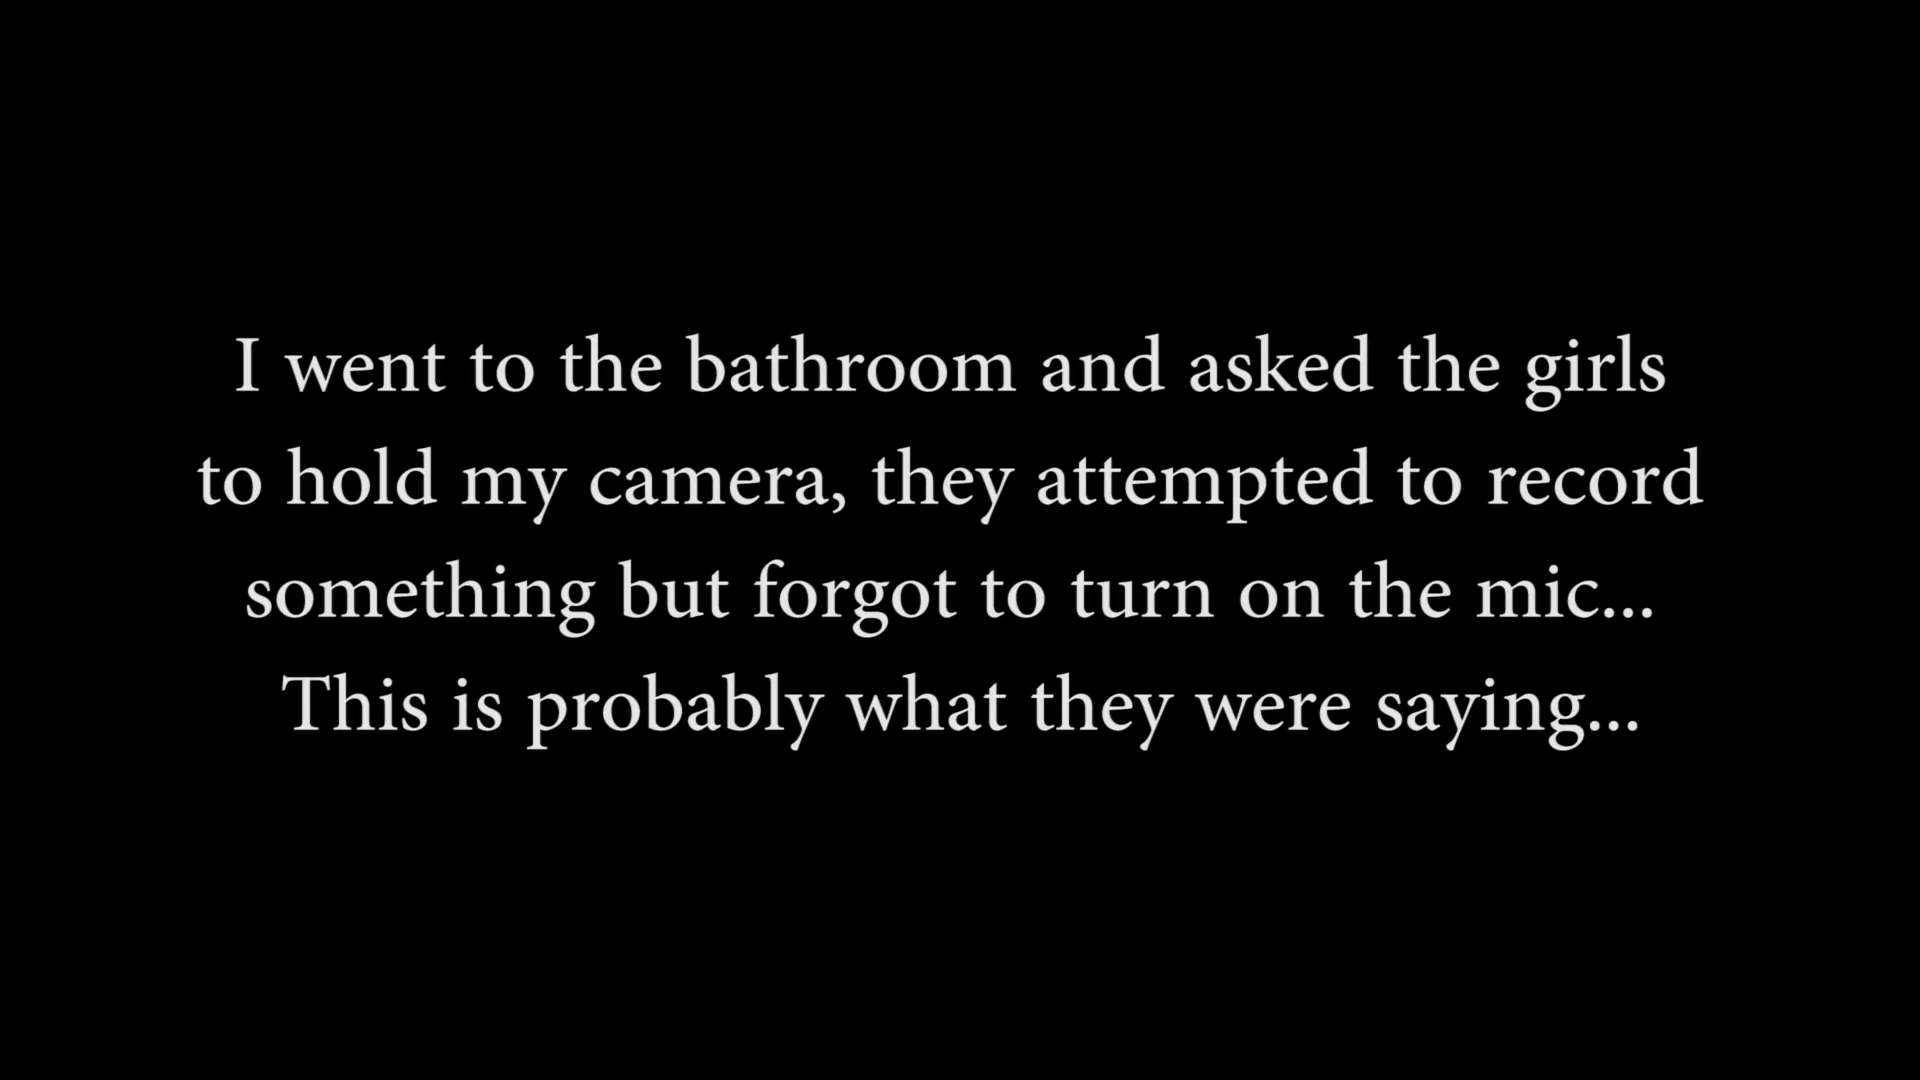 I went to the bathroom and asked the girls
to hold my camera, they attempted to record
something but forgot to turn on the mic...
This is probably what they were saying...